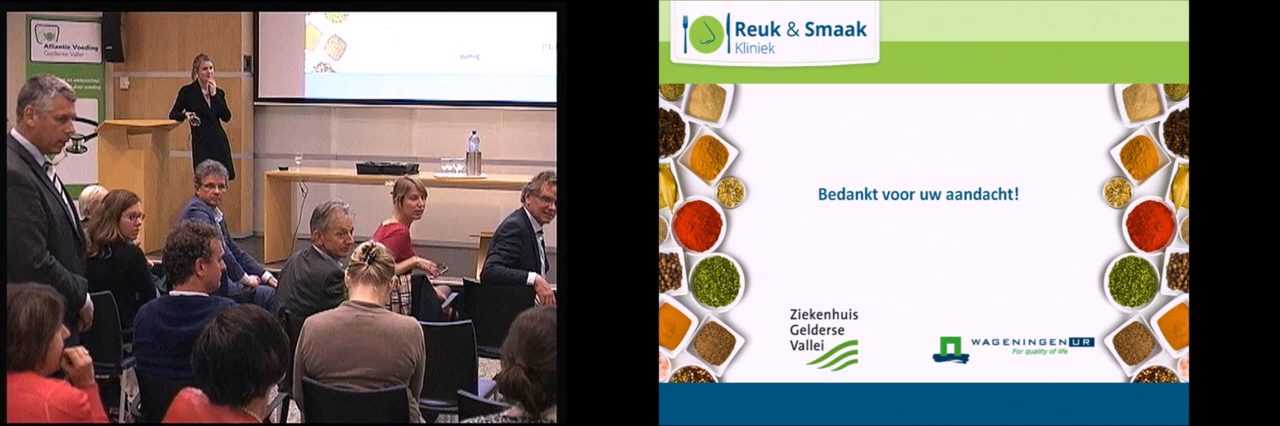 Alliantie Voeding
Gelderse Vallei
Reuk & Smaak
Kliniek
Bedankt voor uw aandacht!
Ziekenhuis
Gelderse
Vallei
WAGENINGEN UR
For quality of life